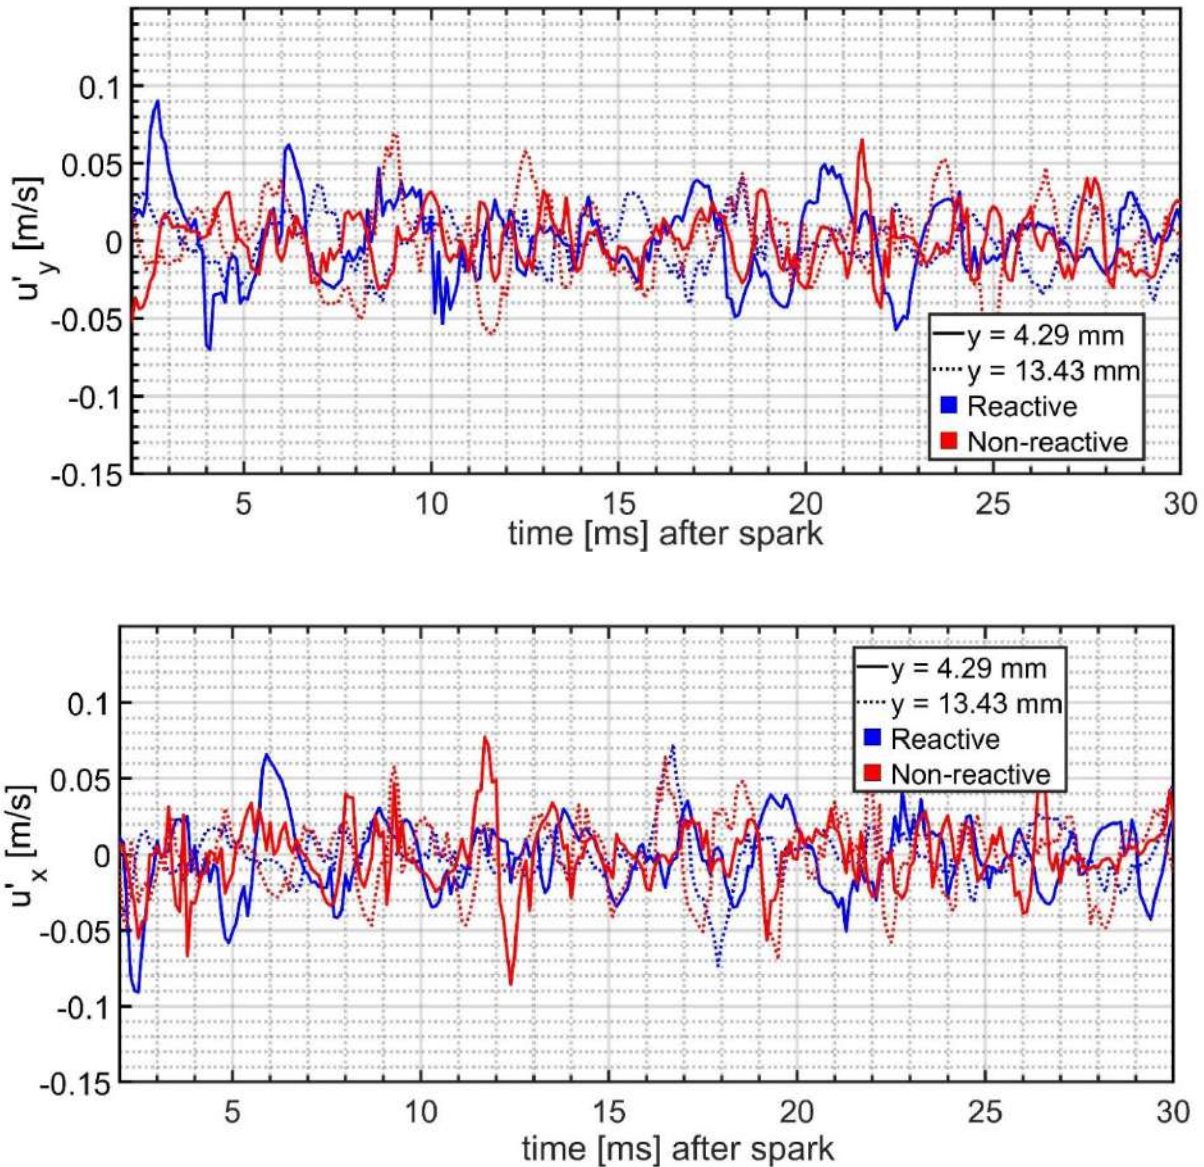 0.1
0.05
0
-0.05
-0.1
-0.15
u'y [m/s]
y = 4.29 mm
y = 13.43 mm
Reactive
Non-reactive
5 10 15 20 25 30
time [ms] after spark
0.1
0.05
0
-0.05
-0.1
-0.15
u'x [m/s]
y = 4.29 mm
y = 13.43 mm
Reactive
Non-reactive
5 10 15 20 25 30
time [ms] after spark